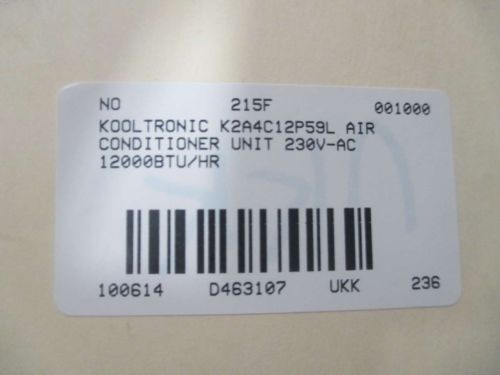 NO 215F 001000
KOOLTRONIC K2A4C12P59L AIR
CONDITIONER UNIT 230V-AC
12000BTU/HR
100614 D463107 UKK 236